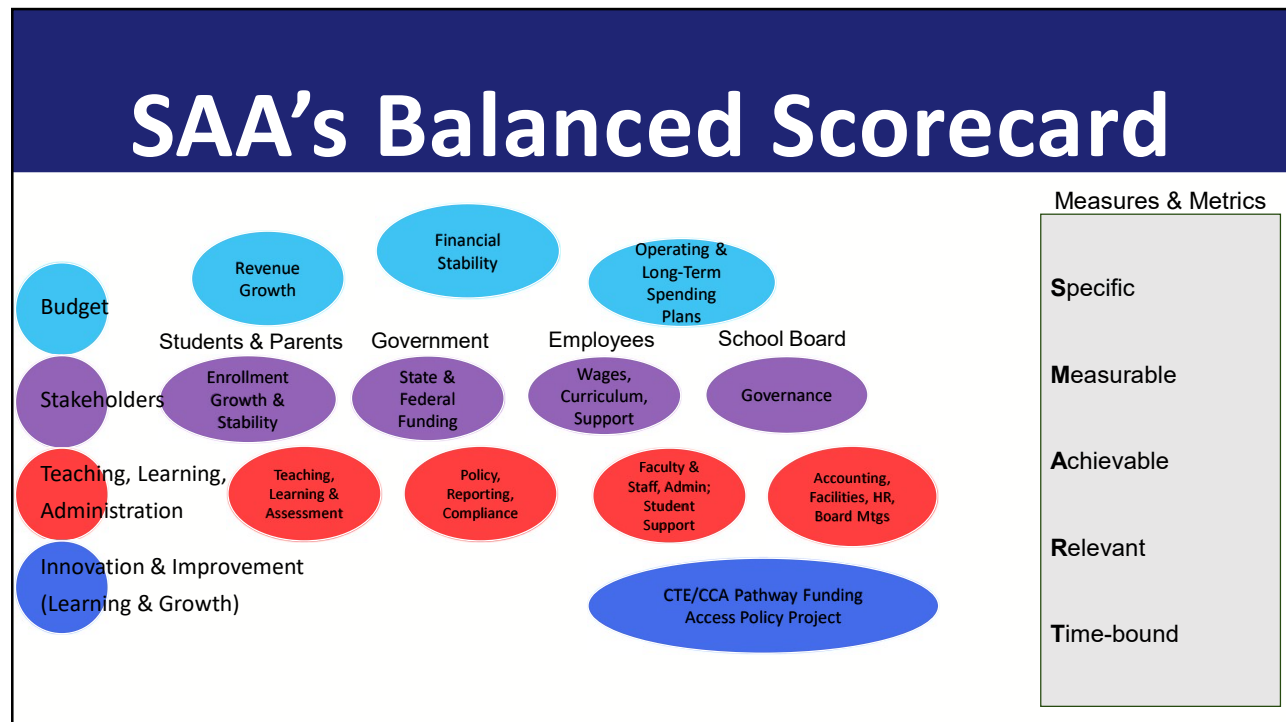 SAA's Balanced Scorecard
Measures & Metrics
Budget
Revenue
Growth
Financial
Stability
Operating &
Long-Term
Spending
Plans
Students & Parents
Government
Employees
School Board
Stakeholders
Enrollment
Growth &
Stability
State &
Federal
Funding
Wages,
Curriculum,
Support
Governance
Teaching, Learning,
Administration
Teaching,
Learning &
Assessment
Policy,
Reporting,
Compliance
Faculty &
Staff, Admin;
Student
Support
Accounting,
Facilities, HR,
Board Mtgs
Innovation & Improvement
(Learning & Growth)
CTE/CCA Pathway Funding
Access Policy Project
Specific
Measurable
Achievable
Relevant
Time-bound